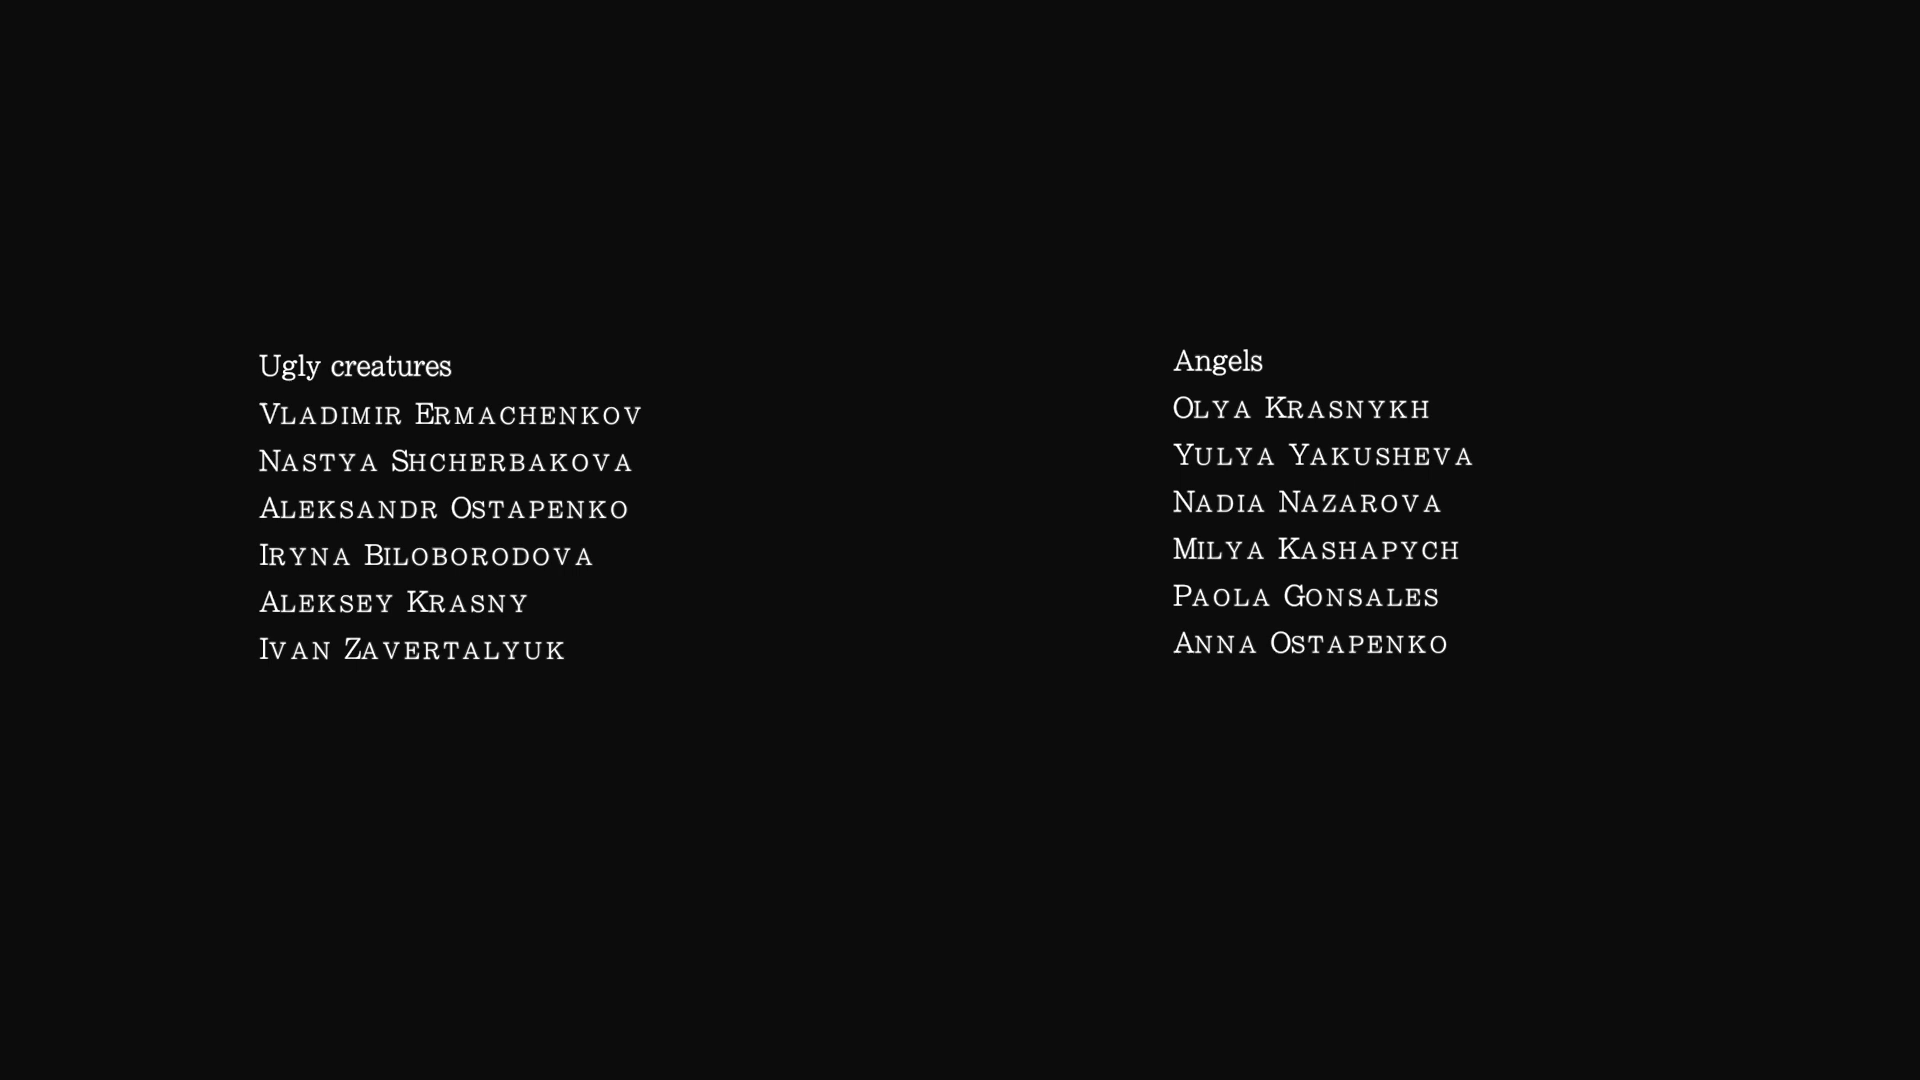 Ugly creatures
VLADIMIR ERMACHENKOV
NASTYA SHCHERBAKOVA
ALEKSANDR OSTAPENKO
IRYNA BILOBORODOVA
ALEKSEY KRASNY
IVAN ZAVERTALYUK
Angels
OLYA KRASNYKH
YULYA YAKUSHEVA
NADIA NAZAROVA
MILYA KASHAPYCH
PAOLA GONSALES
ANNA OSTAPENKO